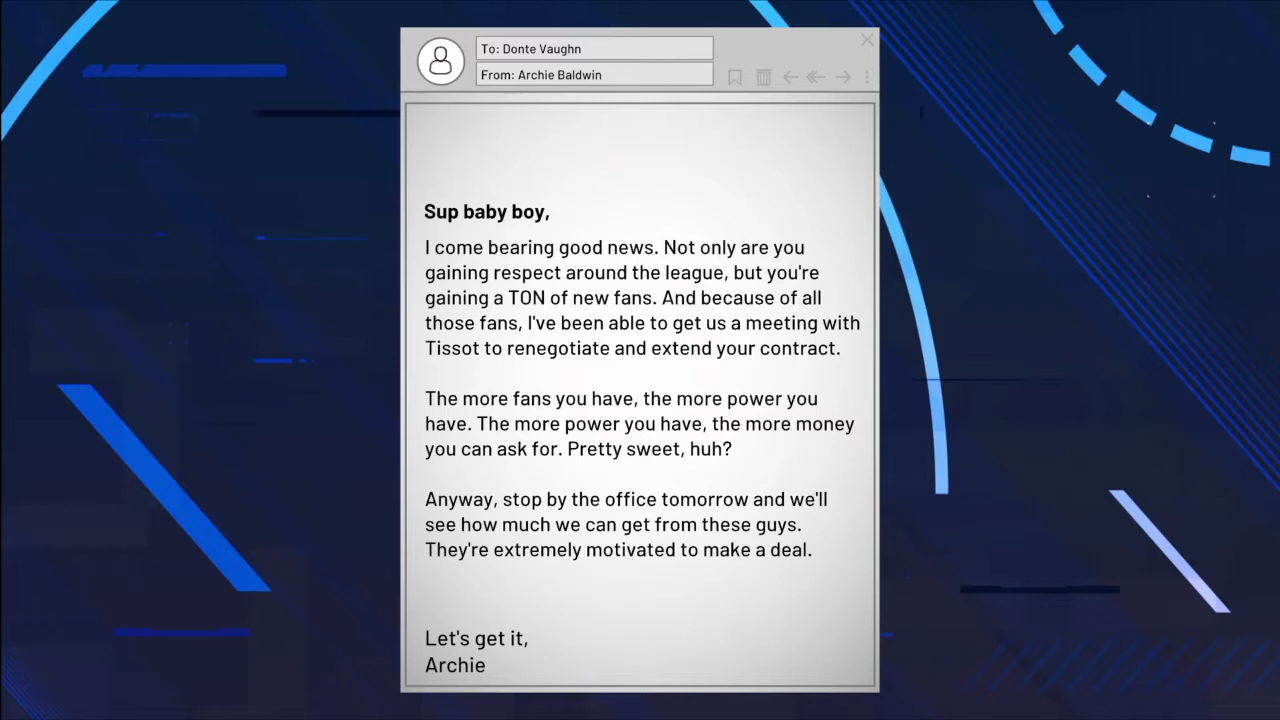 To: Donte Vaughn
From: Archie Baldwin
Sup baby boy,
I come bearing good news. Not only are you
gaining respect around the league, but you're
gaining a TON of new fans. And because of all
those fans, I've been able to get us a meeting with
Tissot to renegotiate and extend your contract.
The more fans you have, the more power you
have. The more power you have, the more money
you can ask for. Pretty sweet, huh?
Anyway, stop by the office tomorrow and we'll
see how much we can get from these guys.
They're extremely motivated to make a deal.
Let's get it,
Archie